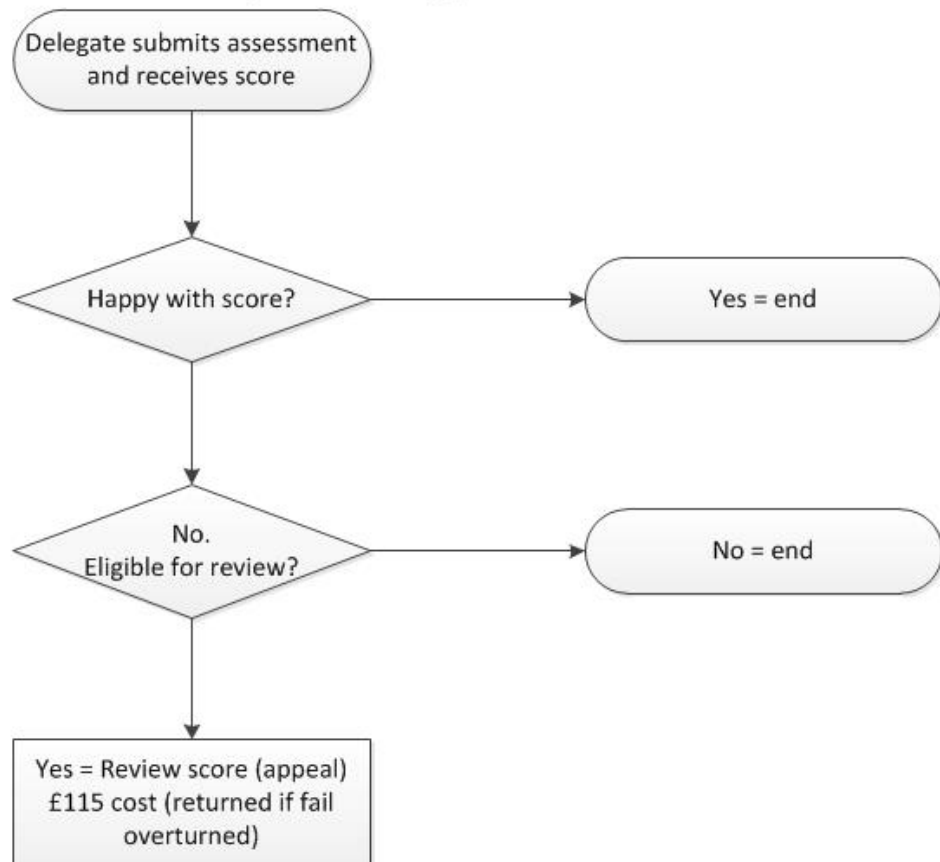 Delegate submits assessment
and receives score
Happy with score?
Yes = end
No.
Eligible for review?
No = end
Yes = Review score (appeal)
£115 cost (returned if fail
overturned)